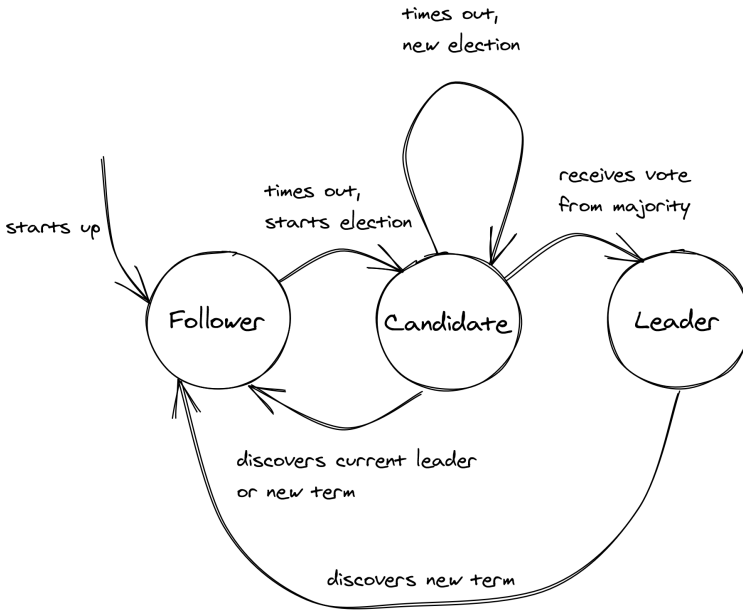 times out,
new election
receives vote
from majority
times out,
starts election
starts up
Follower
Candidate
Leader
discovers current leader
or new term
discovers new term